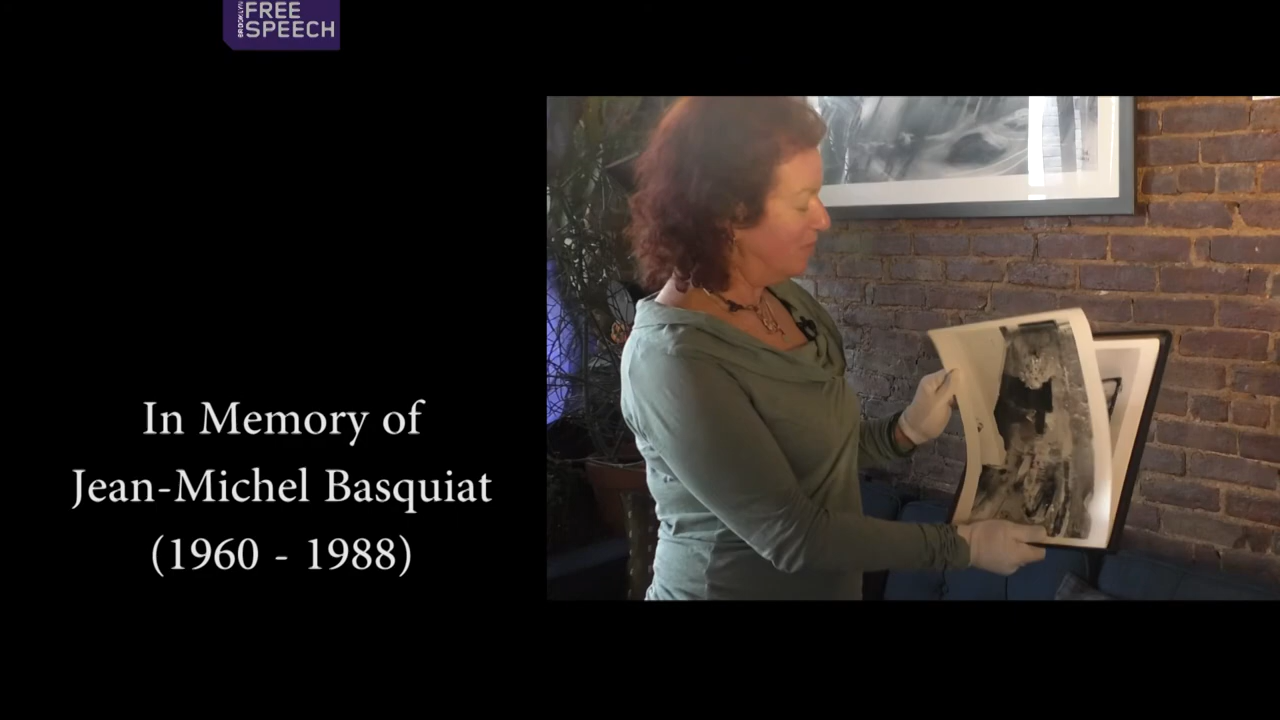 FREE
SPEECH
In Memory of
Jean-Michel Basquiat
(1960 - 1988)